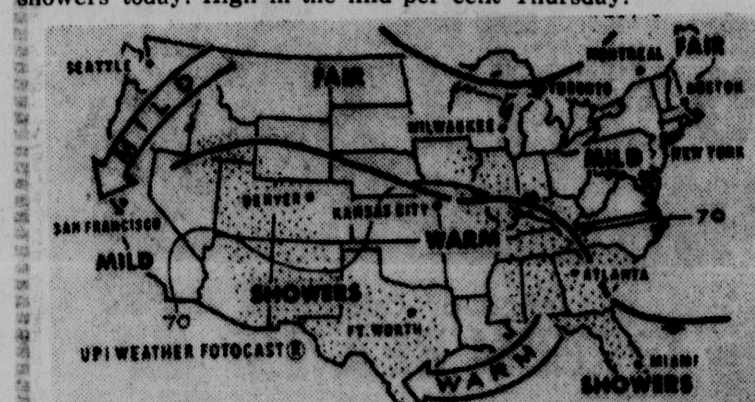 showers today. High in the mid per cent Thursday.
SEATTLE
MILD
FAIR
MONTREAL
FAIR
TORONTO
BOSTON
MILWAUKEE
MILD
NEW YORK
DENVER
KANSAS CITY
70
SAN FRANCISCO
WARM
MILD
SHOWERS
ATLANTA
70
FT. WORTH
UPI WEATHER FOTOCAST ®
WARM
MIAMI
SHOWERS